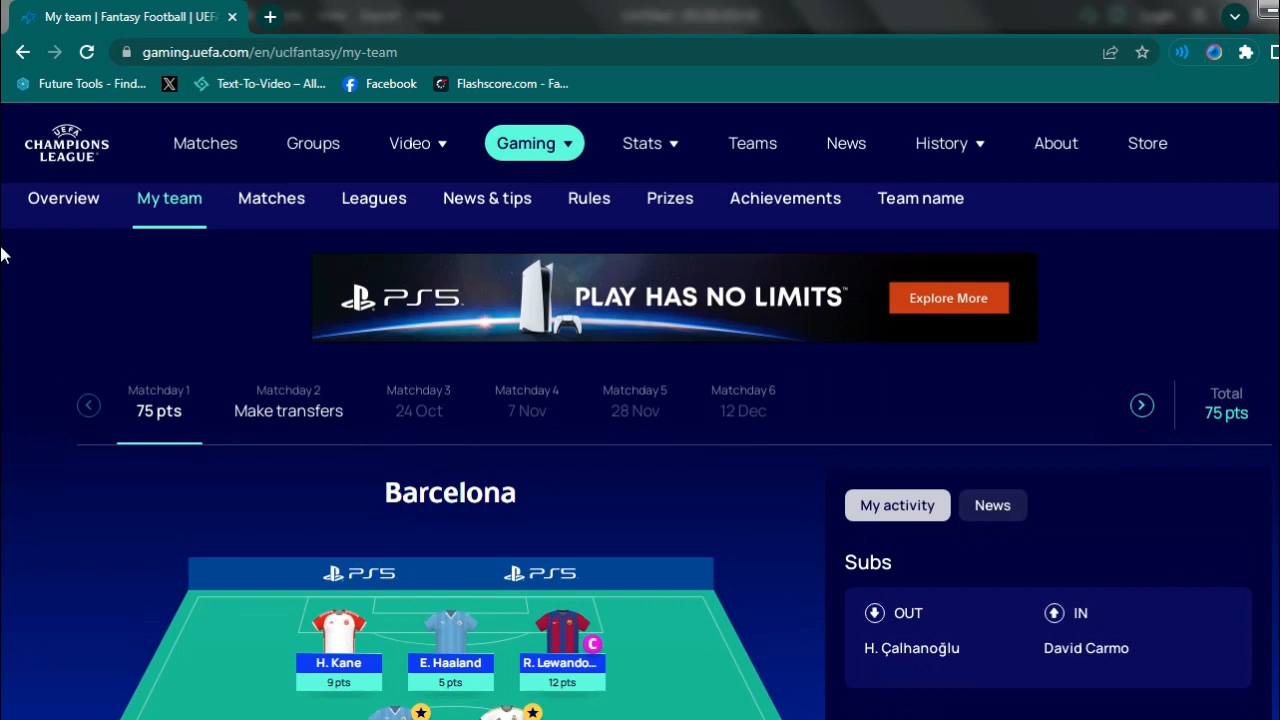 My team | Fantasy Football | UEF
gaming.uefa.com/en/uclfantasy/my-team
Future Tools - Find... Text-To-Video – All... Facebook Flashscore.com - Fa...
UEFA CHAMPIONS LEAGUE
Matches Groups Video Gaming Stats Teams News History About Store
Overview My team Matches Leagues News & tips Rules Prizes Achievements Team name
PS5 PLAY HAS NO LIMITS™ Explore More
Matchday 1 Matchday 2 Matchday 3 Matchday 4 Matchday 5 Matchday 6 Total
75 pts Make transfers 24 Oct 7 Nov 28 Nov 12 Dec 75 pts
Barcelona
My activity News
Subs
PS5 PS5
OUT IN
H. Çalhanoğlu David Carmo
C
H. Kane E. Haaland R. Lewando...
9 pts 5 pts 12 pts